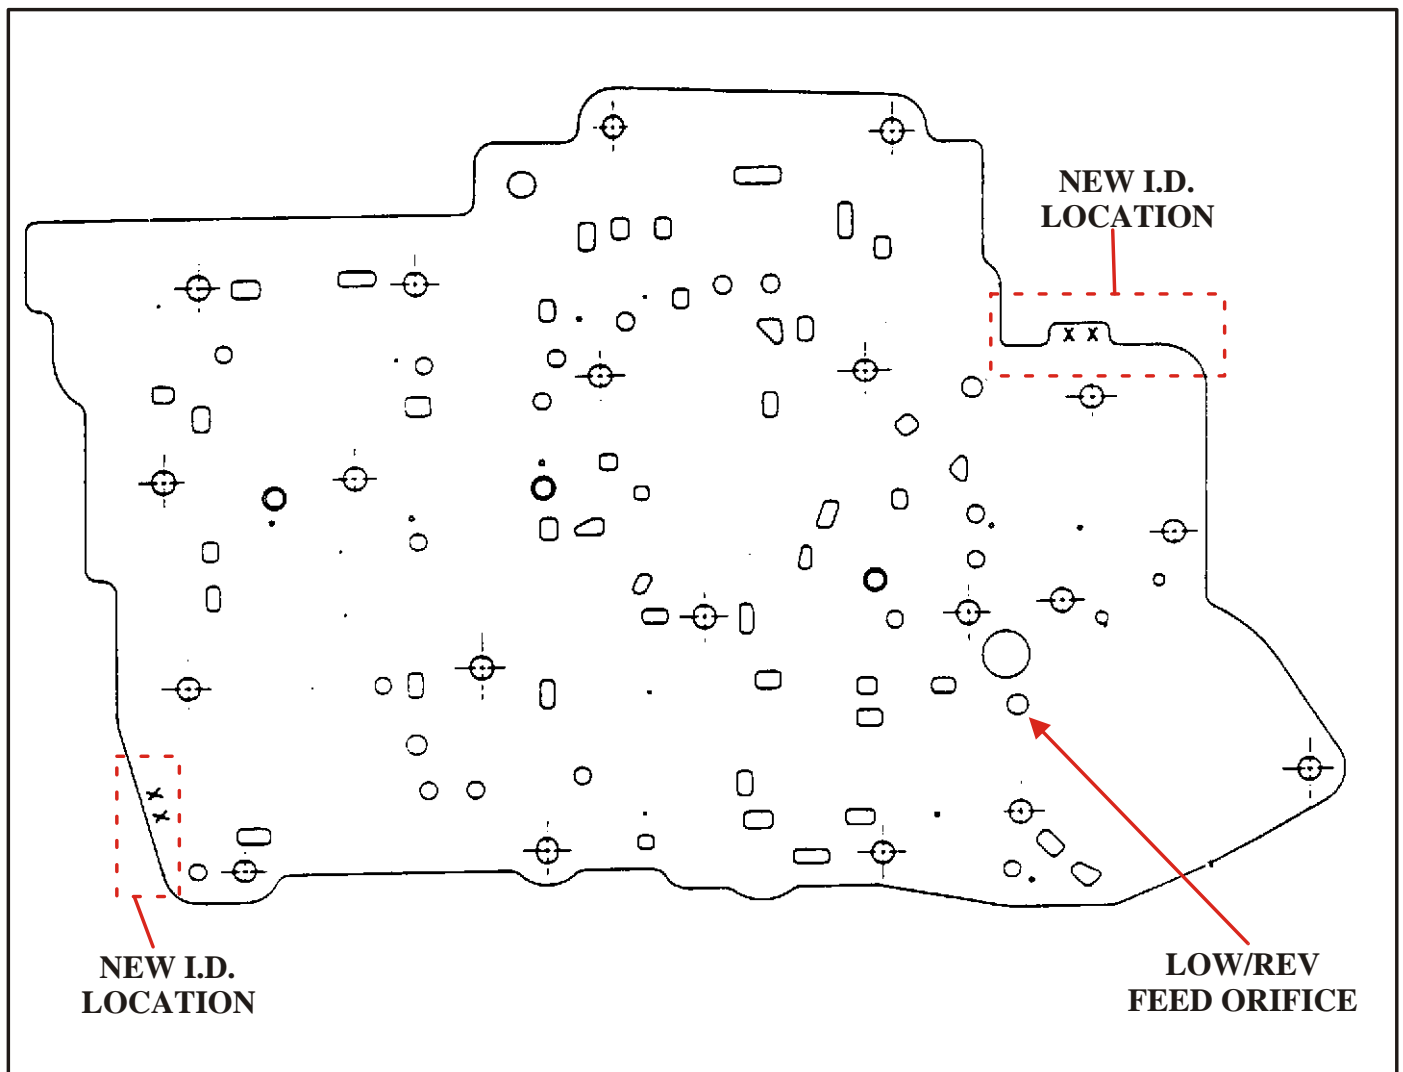 NEW I.D.
LOCATION
X X
X
X
NEW I.D.
LOCATION
LOW/REV
FEED ORIFICE